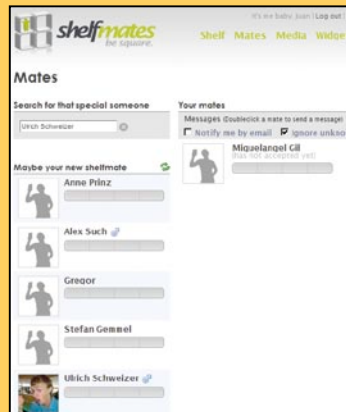 shelfmates
be square.
It's me baby, Juan | Log out |
Shelf Mates Media Widge
Mates
Search for that special someone
Ulrich Schweizer
Maybe your new shelfmate
Anne Prinz
Alex Such
Gregor
Stefan Gemmel
Ulrich Schweizer
Your mates
Messages (Doubleclick a mate to send a message)
Notify me by email Ignore unkno
Miquelangel Gil
(has not accepted yet)